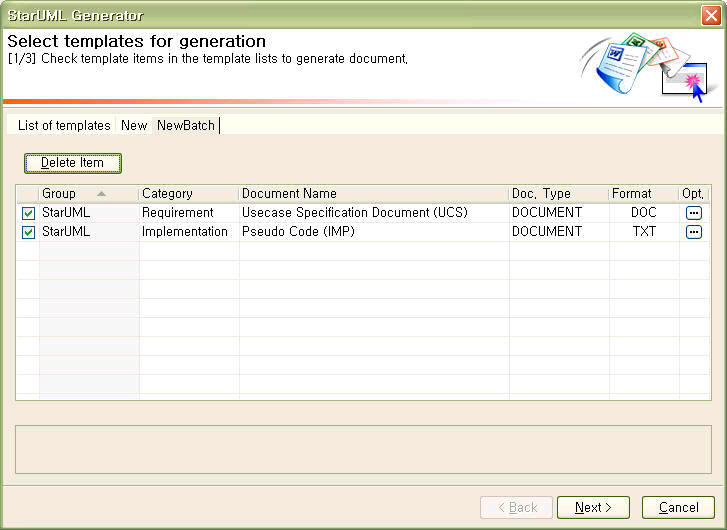 StarUML Generator
Select templates for generation
[1/3] Check template items in the template lists to generate document.
List of templates New NewBatch
Delete Item
Group Category Document Name Doc. Type Format Opt.
StarUML Requirement Usecase Specification Document (UCS) DOCUMENT DOC
StarUML Implementation Pseudo Code (IMP) DOCUMENT TXT
< Back Next > Cancel